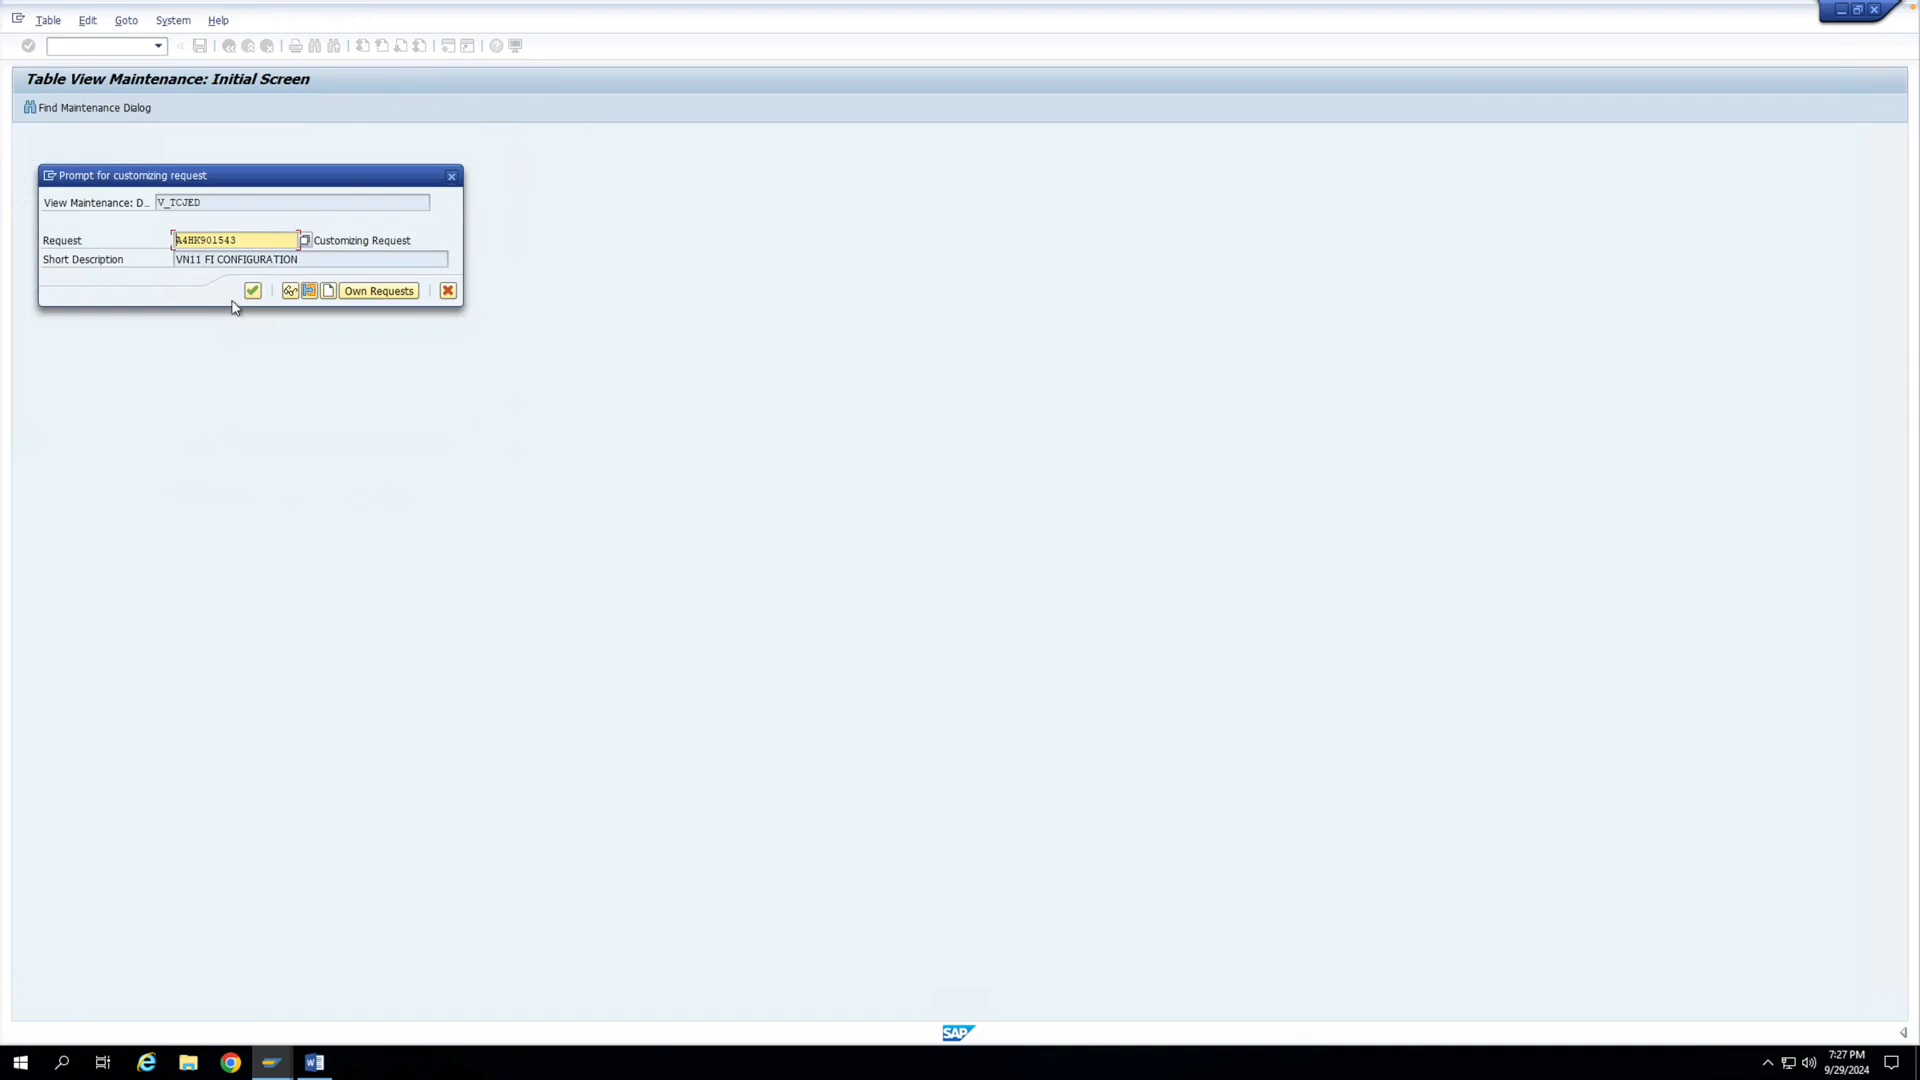 Table Edit Goto System Help
Table View Maintenance: Initial Screen
Find Maintenance Dialog
Prompt for customizing request
View Maintenance: D.. V_TCJED
Request A4HK901543 Customizing Request
Short Description VN11 FI CONFIGURATION
Own Requests
SAP
7:27 PM
9/29/2024